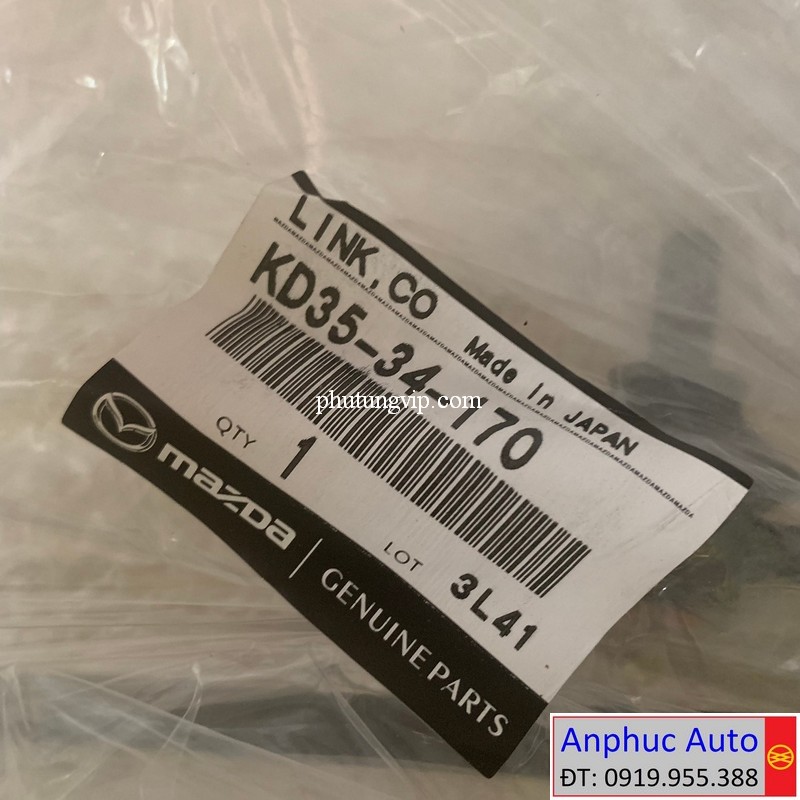 LINK, CO
Made In JAPAN
KD35-34-170
phutungvip.com
QTY 1
LOT 3L41
mazda | GENUINE PARTS
Anphuc Auto
ĐT: 0919.955.388